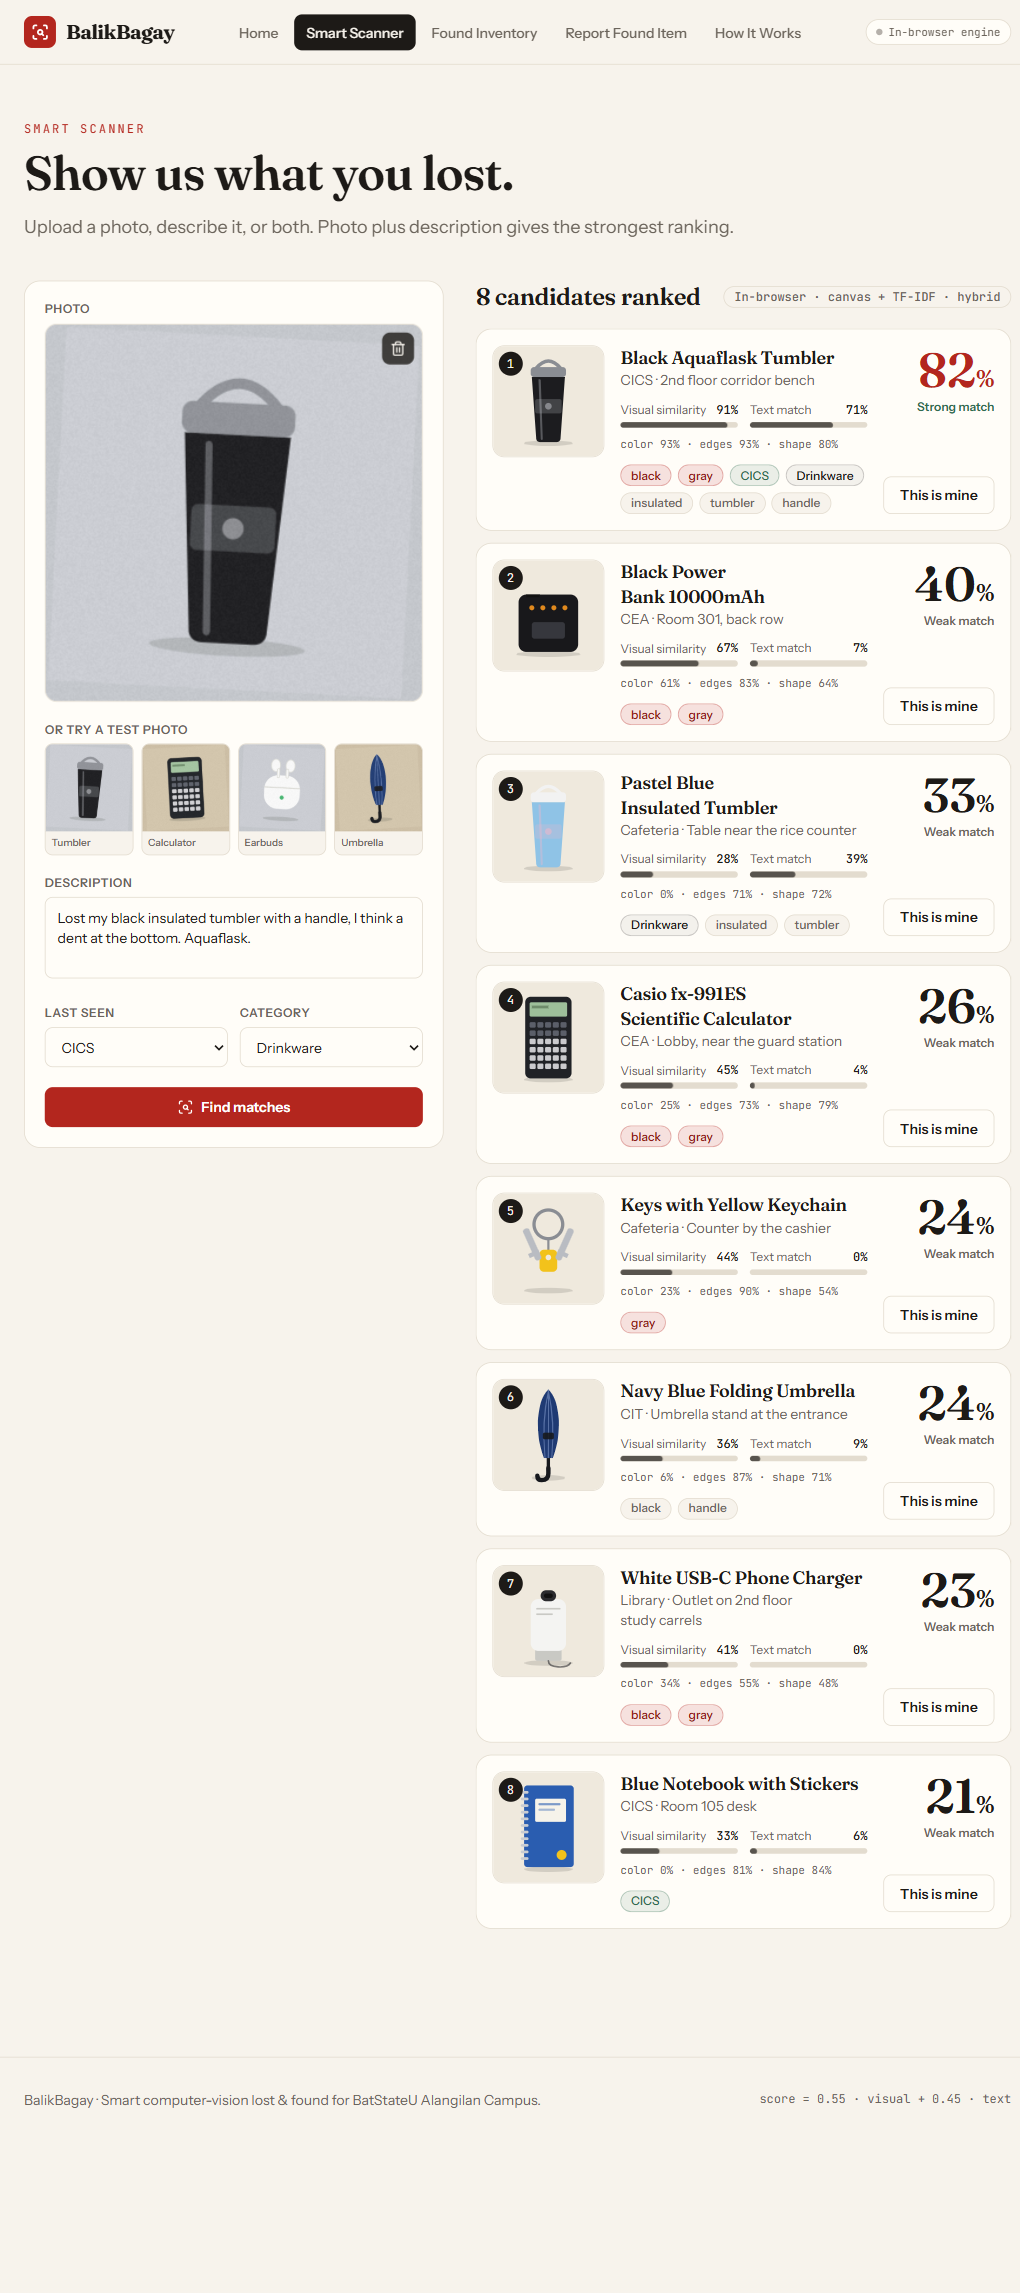 BalikBagay
Home
Smart Scanner
Found Inventory
Report Found Item
How It Works
In-browser engine
SMART SCANNER
Show us what you lost.
Upload a photo, describe it, or both. Photo plus description gives the strongest ranking.
PHOTO
OR TRY A TEST PHOTO
Tumbler
Calculator
Earbuds
Umbrella
DESCRIPTION
Lost my black insulated tumbler with a handle, I think a
dent at the bottom. Aquaflask.
LAST SEEN
CATEGORY
CICS
Drinkware
Find matches
8 candidates ranked
In-browser · canvas + TF-IDF · hybrid
1
Black Aquaflask Tumbler
CICS · 2nd floor corridor bench
Visual similarity 91%
Text match 71%
color 93% · edges 93% · shape 80%
black
gray
CICS
Drinkware
insulated
tumbler
handle
82%
Strong match
This is mine
2
Black Power
Bank 10000mAh
CEA · Room 301, back row
Visual similarity 67%
Text match 7%
color 61% · edges 83% · shape 64%
black
gray
40%
Weak match
This is mine
3
Pastel Blue
Insulated Tumbler
Cafeteria · Table near the rice counter
Visual similarity 28%
Text match 39%
color 0% · edges 71% · shape 72%
Drinkware
insulated
tumbler
33%
Weak match
This is mine
4
Casio fx-991ES
Scientific Calculator
CEA · Lobby, near the guard station
Visual similarity 45%
Text match 4%
color 25% · edges 73% · shape 79%
black
gray
26%
Weak match
This is mine
5
Keys with Yellow Keychain
Cafeteria · Counter by the cashier
Visual similarity 44%
Text match 0%
color 23% · edges 90% · shape 54%
gray
24%
Weak match
This is mine
6
Navy Blue Folding Umbrella
CIT · Umbrella stand at the entrance
Visual similarity 36%
Text match 9%
color 6% · edges 87% · shape 71%
black
handle
24%
Weak match
This is mine
7
White USB-C Phone Charger
Library · Outlet on 2nd floor
study carrels
Visual similarity 41%
Text match 0%
color 34% · edges 55% · shape 48%
black
gray
23%
Weak match
This is mine
8
Blue Notebook with Stickers
CICS · Room 105 desk
Visual similarity 33%
Text match 6%
color 0% · edges 81% · shape 84%
CICS
21%
Weak match
This is mine
BalikBagay · Smart computer-vision lost & found for BatStateU Alangilan Campus.
score = 0.55 · visual + 0.45 · text